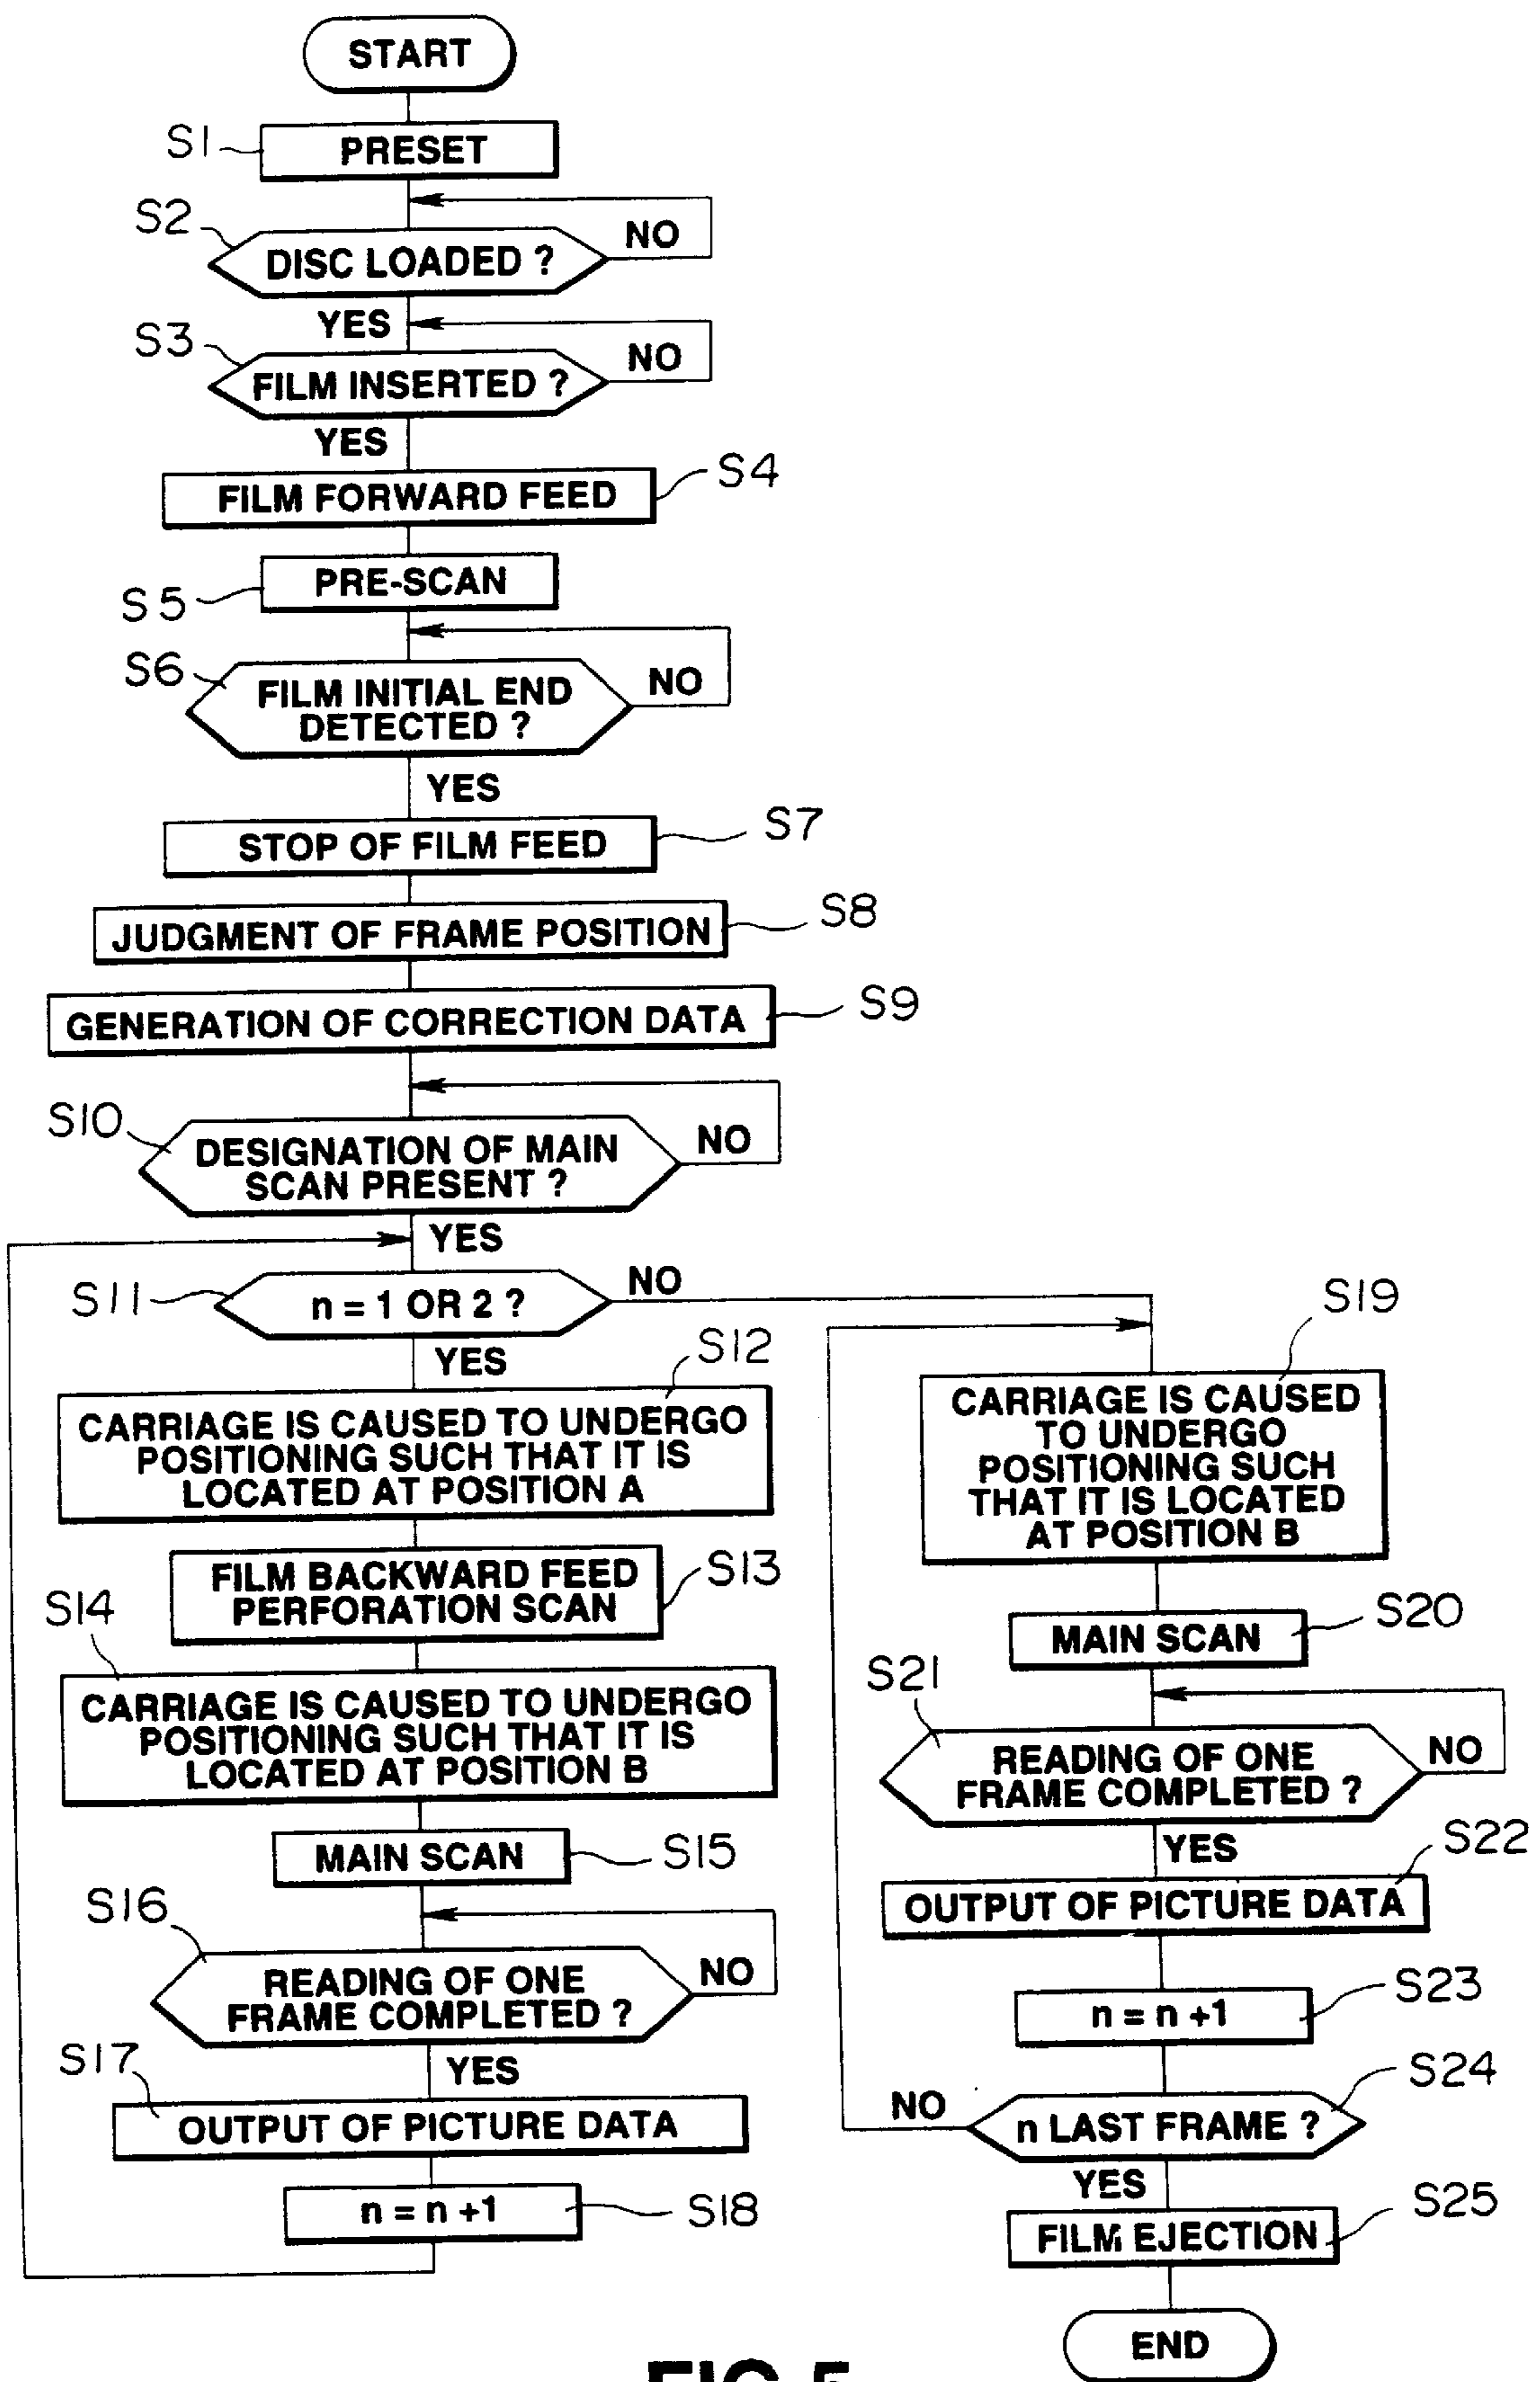 START
S1
PRESET
S2
NO
DISC LOADED ?
YES
S3
NO
FILM INSERTED ?
YES
S4
FILM FORWARD FEED
S5
PRE-SCAN
S6
NO
FILM INITIAL END
DETECTED ?
YES
S7
STOP OF FILM FEED
S8
JUDGMENT OF FRAME POSITION
S9
GENERATION OF CORRECTION DATA
S10
NO
DESIGNATION OF MAIN
SCAN PRESENT ?
YES
S11
NO
n = 1 OR 2 ?
YES
S12
CARRIAGE IS CAUSED TO UNDERGO
POSITIONING SUCH THAT IT IS
LOCATED AT POSITION A
S13
FILM BACKWARD FEED
PERFORATION SCAN
S14
CARRIAGE IS CAUSED TO UNDERGO
POSITIONING SUCH THAT IT IS
LOCATED AT POSITION B
MAIN SCAN
S15
S16
NO
READING OF ONE
FRAME COMPLETED ?
YES
S17
OUTPUT OF PICTURE DATA
n = n +1
S18
S19
CARRIAGE IS CAUSED
TO UNDERGO
POSITIONING SUCH
THAT IT IS LOCATED
AT POSITION B
S20
MAIN SCAN
S21
NO
READING OF ONE
FRAME COMPLETED ?
YES
S22
OUTPUT OF PICTURE DATA
S23
n = n +1
S24
NO
n LAST FRAME ?
YES
S25
FILM EJECTION
END
FIG.5